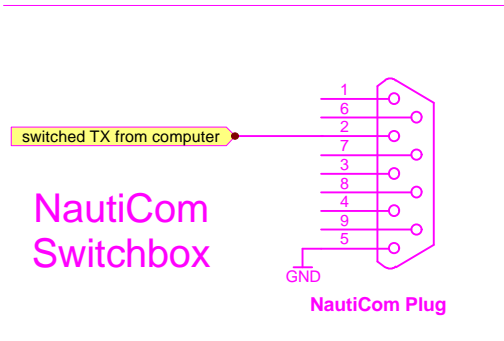 1
6
switched TX from computer 2
7
3
8
NautiCom
4
9
Switchbox
5
GND
NautiCom Plug